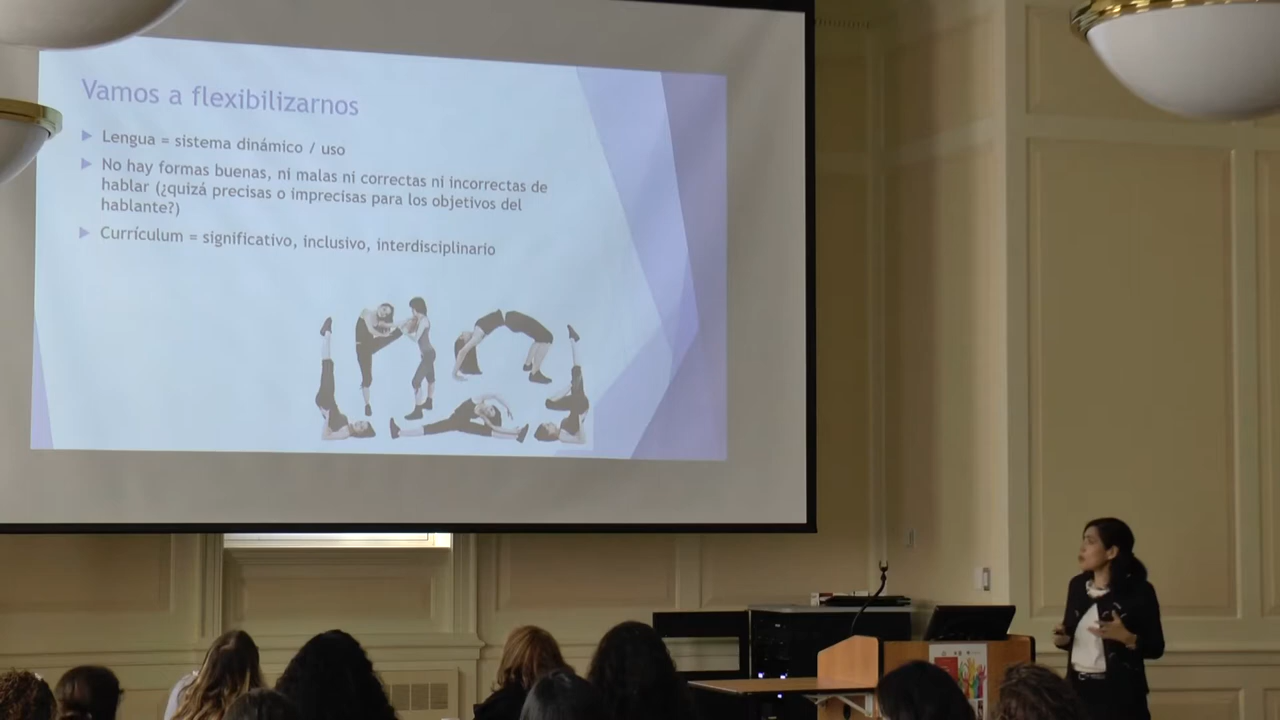 Vamos a flexibilizarnos
Lengua = sistema dinámico / uso
No hay formas buenas, ni malas ni correctas ni incorrectas de
hablar (¿quizá precisas o imprecisas para los objetivos del
hablante?)
Currículum = significativo, inclusivo, interdisciplinario